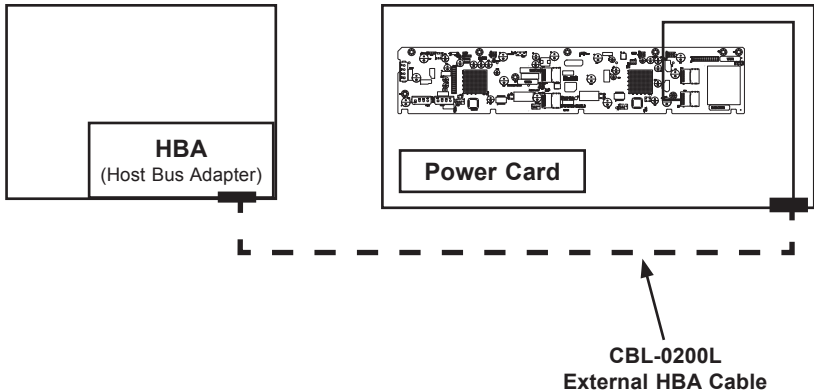 HBA
(Host Bus Adapter)
Power Card
CBL-0200L
External HBA Cable